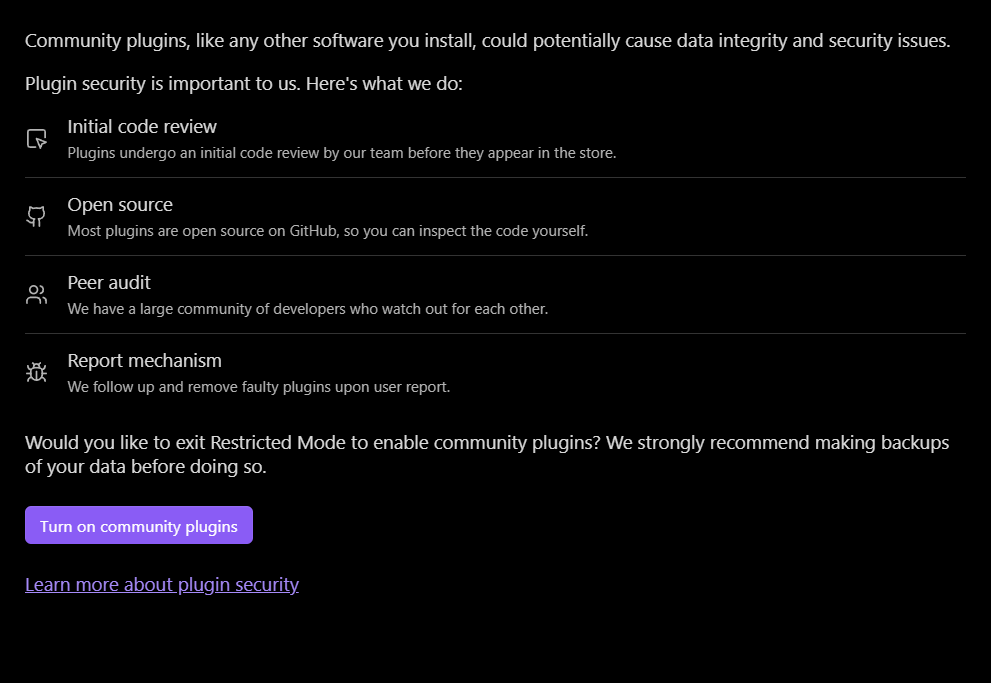 Community plugins, like any other software you install, could potentially cause data integrity and security issues.
Plugin security is important to us. Here's what we do:
Initial code review
Plugins undergo an initial code review by our team before they appear in the store.
Open source
Most plugins are open source on GitHub, so you can inspect the code yourself.
Peer audit
We have a large community of developers who watch out for each other.
Report mechanism
We follow up and remove faulty plugins upon user report.
Would you like to exit Restricted Mode to enable community plugins? We strongly recommend making backups
of your data before doing so.
Turn on community plugins
Learn more about plugin security